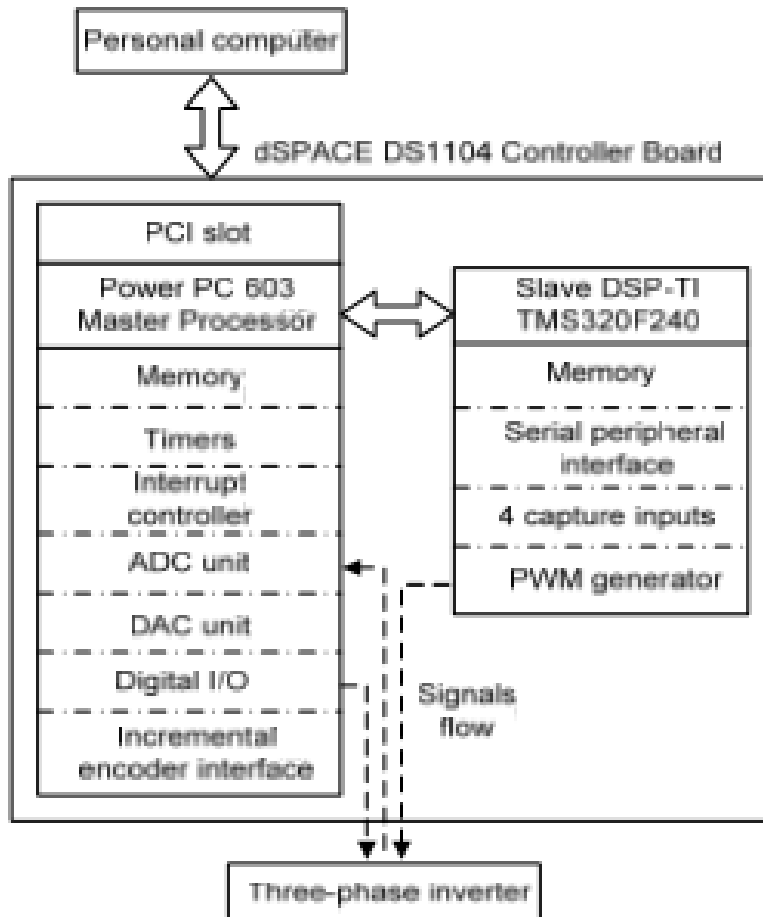 Personal computer
dSPACE DS1104 Controller Board
PCI slot
Power PC 603
Master Processor
Memory
Timers
Interrupt
controller
ADC unit
DAC unit
Digital I/O
Incremental
encoder interface
Slave DSP-TI
TMS320F240
Memory
Serial peripheral
interface
4 capture inputs
PWM generator
Signals
flow
Three-phase inverter